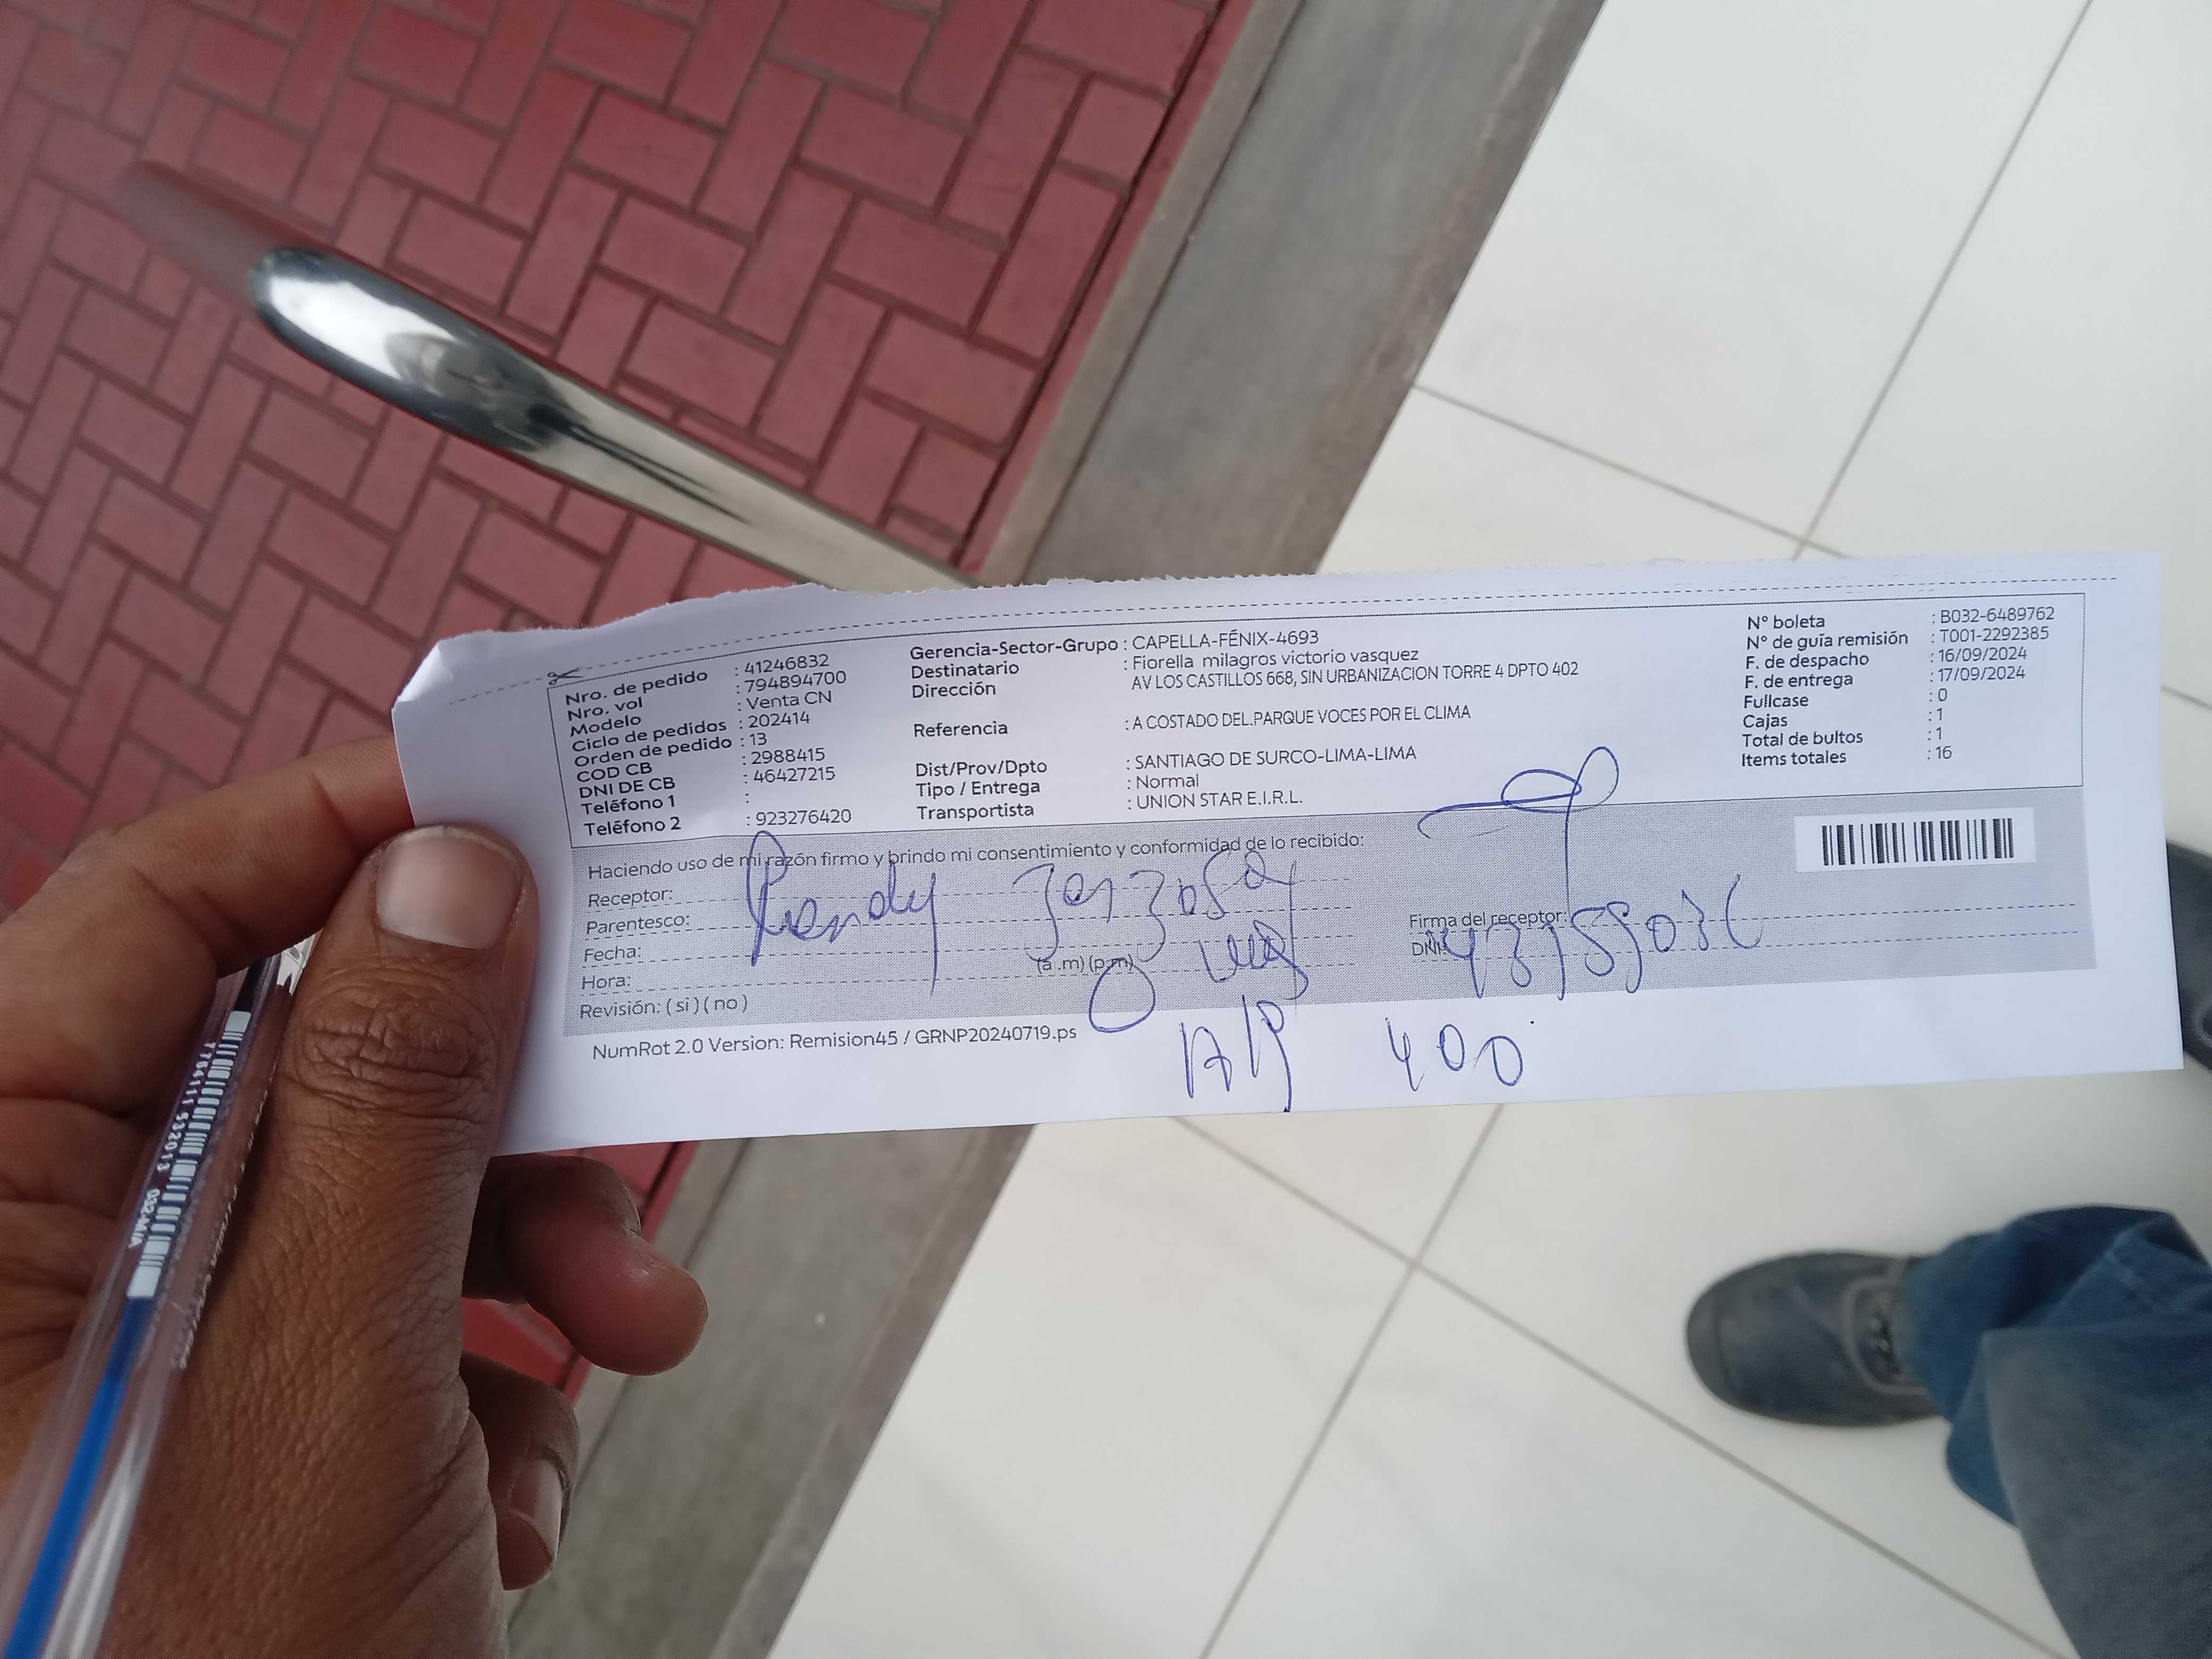 Nro. de pedido : 41246832
Nro. vol : 794894700
Modelo : Venta CN
Ciclo de pedidos : 202414
Orden de pedido : 13
COD CB : 2988415
DNI DE CB : 46427215
Teléfono 1 :
Teléfono 2 : 923276420
Gerencia-Sector-Grupo : CAPELLA-FÉNIX-4693
Destinatario : Fiorella milagros victorio vasquez
Dirección AV LOS CASTILLOS 668, SIN URBANIZACION TORRE 4 DPTO 402
Referencia : A COSTADO DEL.PARQUE VOCES POR EL CLIMA
Dist/Prov/Dpto : SANTIAGO DE SURCO-LIMA-LIMA
Tipo / Entrega : Normal
Transportista : UNION STAR E.I.R.L.
N° boleta : B032-6489762
N° de guía remisión : T001-2292385
F. de despacho : 16/09/2024
F. de entrega : 17/09/2024
Fullcase : 0
Cajas : 1
Total de bultos : 1
Items totales : 16
Haciendo uso de mi razón firmo y brindo mi consentimiento y conformidad de lo recibido:
Receptor:
Parentesco:
Fecha:
Hora: (a .m) (p.m)
Revisión: ( si ) ( no )
Firma del receptor:
DNI:
400
NumRot 2.0 Version: Remision45 / GRNP20240719.ps